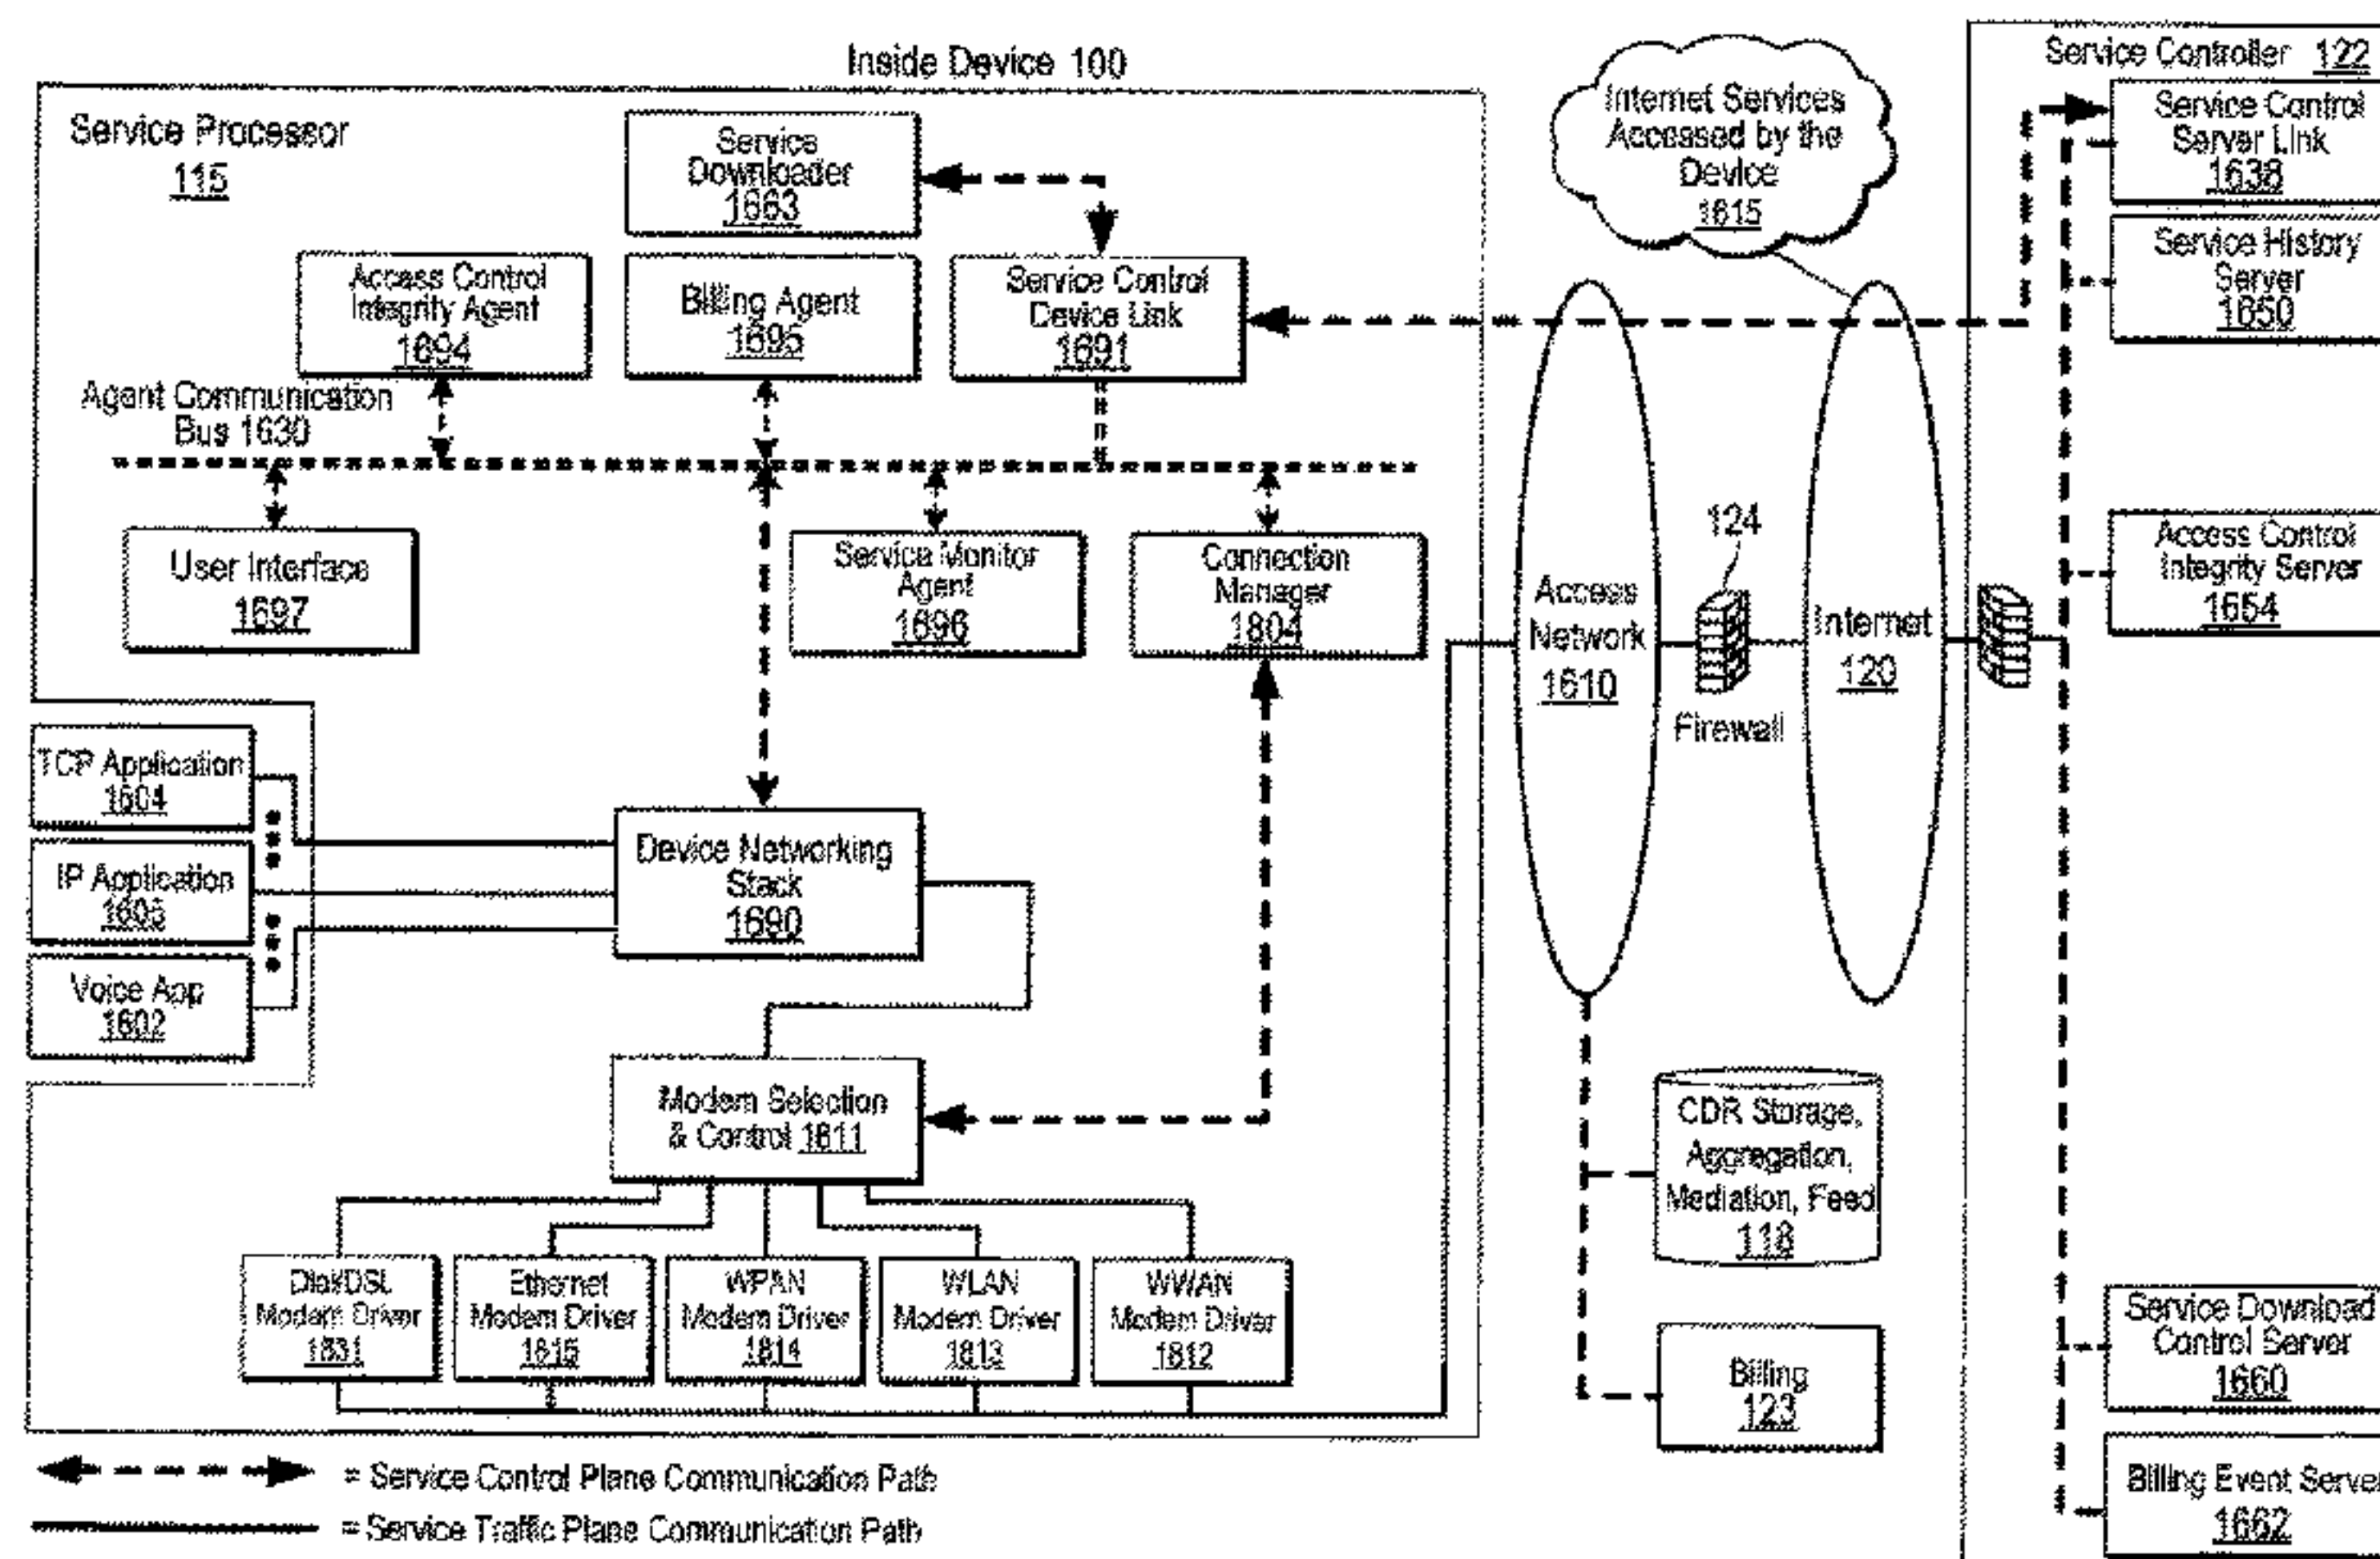 Inside Device 100
Service Processor
115
Service
Downloader
1663
Access Control
Integrity Agent
1694
Billing Agent
1695
Service Control
Device Link
1691
Agent Communication
Bus 1630
User Interface
1697
Service Monitor
Agent
1696
Connection
Manager
1804
TCP Application
1604
IP Application
1605
Voice App
1602
Device Networking
Stack
1690
Modem Selection
& Control 1811
Dial/DSL
Modem Driver
1831
Ethernet
Modem Driver
1815
WPAN
Modem Driver
1814
WLAN
Modem Driver
1813
WWAN
Modem Driver
1812
= Service Control Plane Communication Path
= Service Traffic Plane Communication Path
Internet Services
Accessed by the
Device
1615
Access
Network
1610
124
Firewall
Internet
120
CDR Storage,
Aggregation,
Mediation, Feed
118
Billing
123
Service Controller 122
Service Control
Server Link
1638
Service History
Server
1650
Access Control
Integrity Server
1654
Service Download
Control Server
1660
Billing Event Server
1662